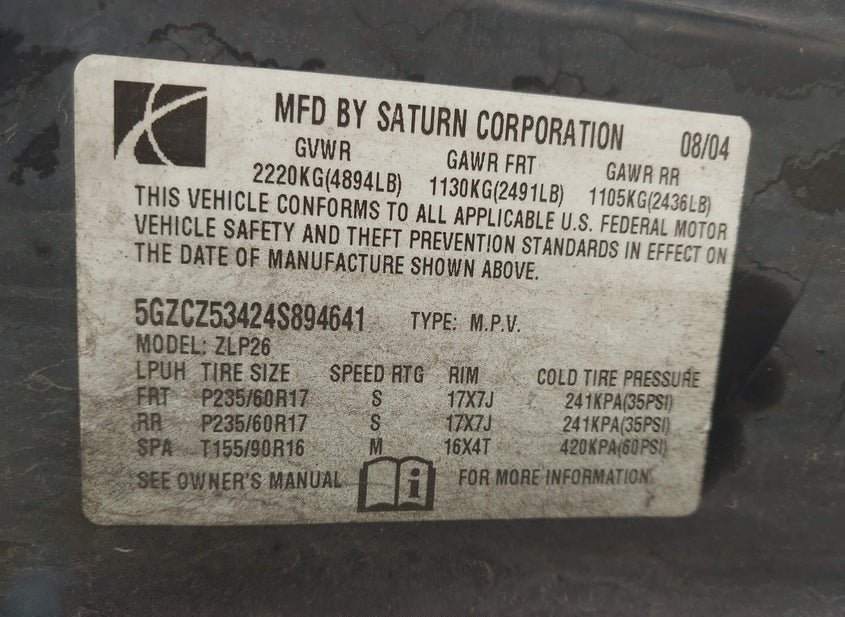 MFD BY SATURN CORPORATION 08/04
GVWR GAWR FRT GAWR RR
2220KG(4894LB) 1130KG(2491LB) 1105KG(2436LB)
THIS VEHICLE CONFORMS TO ALL APPLICABLE U.S. FEDERAL MOTOR
VEHICLE SAFETY AND THEFT PREVENTION STANDARDS IN EFFECT ON
THE DATE OF MANUFACTURE SHOWN ABOVE.
5GZCZ53424S894641 TYPE: M.P.V.
MODEL: ZLP26
LPUH TIRE SIZE SPEED RTG RIM COLD TIRE PRESSURE
FRT P235/60R17 S 17X7J 241KPA(35PSI)
RR P235/60R17 S 17X7J 241KPA(35PSI)
SPA T155/90R16 M 16X4T 420KPA(60PSI)
SEE OWNER'S MANUAL i FOR MORE INFORMATION